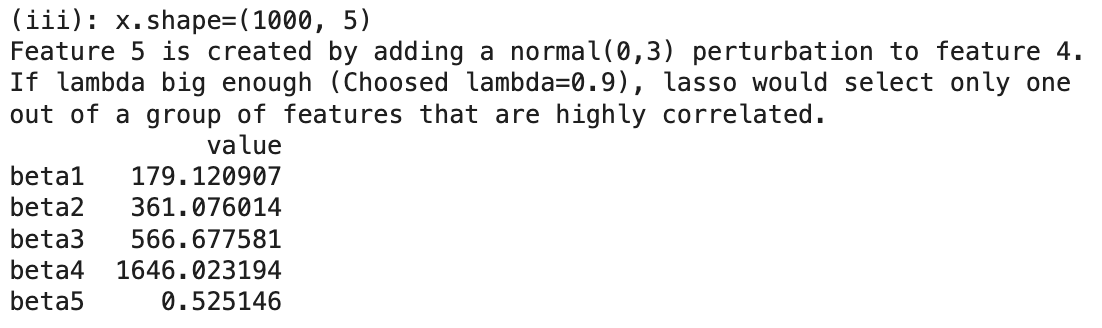 (iii): x.shape=(1000, 5)
Feature 5 is created by adding a normal(0,3) perturbation to feature 4.
If lambda big enough (Choosed lambda=0.9), lasso would select only one
out of a group of features that are highly correlated.
value
beta1 179.120907
beta2 361.076014
beta3 566.677581
beta4 1646.023194
beta5 0.525146